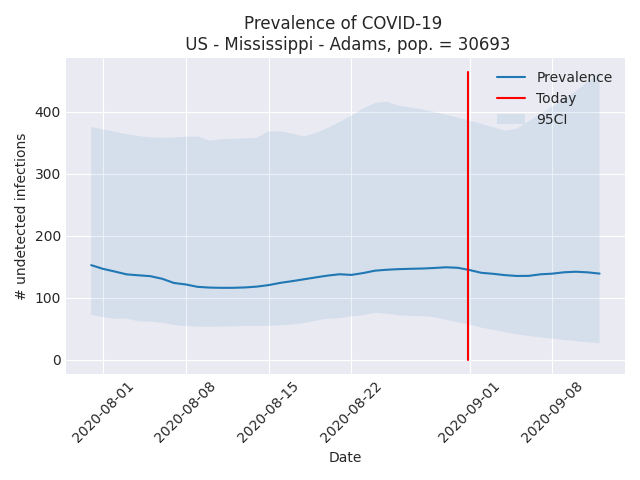 Prevalence of COVID-19
US - Mississippi - Adams, pop. = 30693
Prevalence
Today
95CI
# undetected infections
400
300
200
100
0
2020-08-01
2020-08-08
2020-08-15
2020-08-22
2020-09-01
2020-09-08
Date